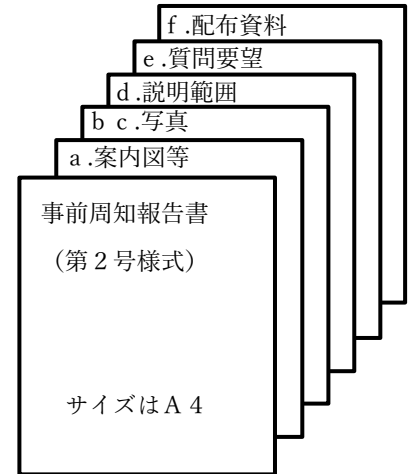 ｆ.配布資料
ｅ.質問要望
ｄ.説明範囲
ｂ ｃ.写真
ａ.案内図等
事前周知報告書
（第２号様式）
サイズはＡ４